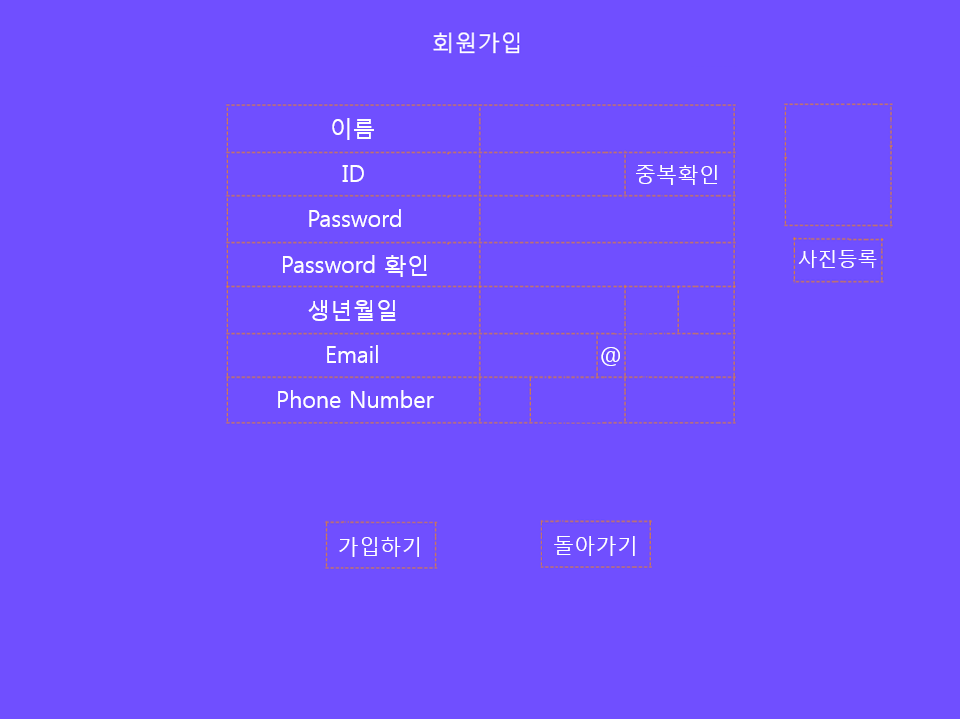 회원가입
이름
ID 중복확인
Password
Password 확인
사진등록
생년월일
Email @
Phone Number
가입하기 돌아가기